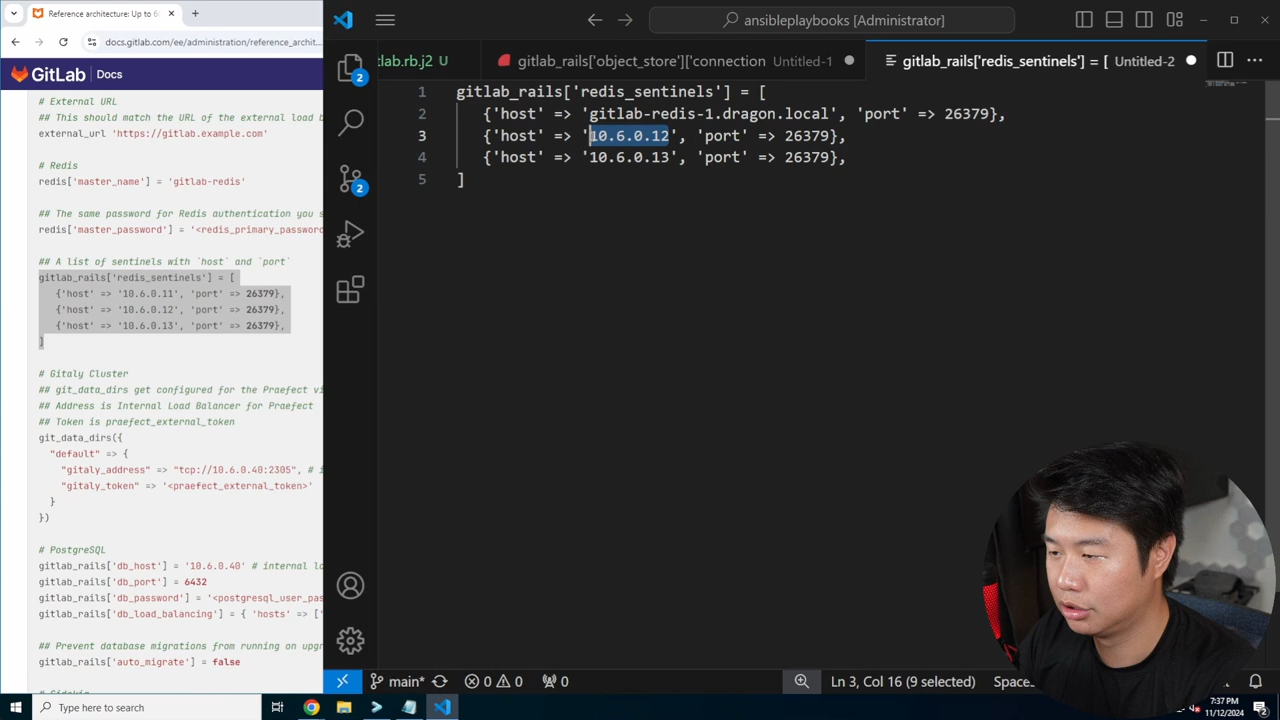 Reference architecture: Up to 60
docs.gitlab.com/ee/administration/reference_archit...
GitLab Docs
# External URL
## This should match the URL of the external load b
external_url 'https://gitlab.example.com'
# Redis
redis['master_name'] = 'gitlab-redis'
## The same password for Redis authentication you s
redis['master_password'] = '<redis_primary_password
## A list of sentinels with `host` and `port`
gitlab_rails['redis_sentinels'] = [
{'host' => '10.6.0.11', 'port' => 26379},
{'host' => '10.6.0.12', 'port' => 26379},
{'host' => '10.6.0.13', 'port' => 26379},
]
# Gitaly Cluster
## git_data_dirs get configured for the Praefect vi
## Address is Internal Load Balancer for Praefect
## Token is praefect_external_token
git_data_dirs({
"default" => {
"gitaly_address" => "tcp://10.6.0.40:2305", # i
"gitaly_token" => '<praefect_external_token>'
}
})
# PostgreSQL
gitlab_rails['db_host'] = '10.6.0.40' # internal lo
gitlab_rails['db_port'] = 6432
gitlab_rails['db_password'] = '<postgresql_user_pas
gitlab_rails['db_load_balancing'] = { 'hosts' => ['
## Prevent database migrations from running on upgr
gitlab_rails['auto_migrate'] = false
# Sidekiq
ansibleplaybooks [Administrator]
tlab.rb.j2 U
gitlab_rails['object_store']['connection Untitled-1
gitlab_rails['redis_sentinels'] = [ Untitled-2
1 gitlab_rails['redis_sentinels'] = [
2 {'host' => 'gitlab-redis-1.dragon.local', 'port' => 26379},
3 {'host' => '10.6.0.12', 'port' => 26379},
4 {'host' => '10.6.0.13', 'port' => 26379},
5 ]
2
2
main* 0 0 0
Ln 3, Col 16 (9 selected)
Type here to search
7:37 PM
11/12/2024
2